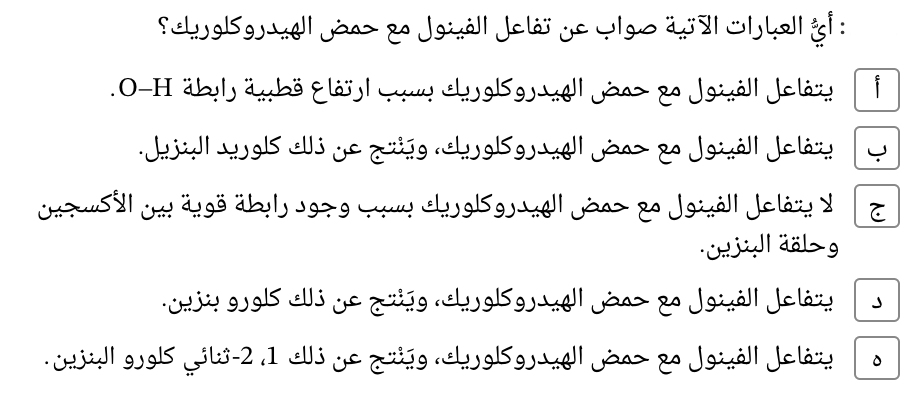 : أيُّ العبارات الآتية صواب عن تفاعل الفينول مع حمض الهيدروكلوريك؟
أ يتفاعل الفينول مع حمض الهيدروكلوريك بسبب ارتفاع قطبية رابطة O–H.
ب يتفاعل الفينول مع حمض الهيدروكلوريك، ويَنْتج عن ذلك كلوريد البنزيل.
ج لا يتفاعل الفينول مع حمض الهيدروكلوريك بسبب وجود رابطة قوية بين الأكسجين
وحلقة البنزين.
د يتفاعل الفينول مع حمض الهيدروكلوريك، ويَنْتج عن ذلك كلورو بنزين.
ه يتفاعل الفينول مع حمض الهيدروكلوريك، ويَنْتج عن ذلك 1، 2-ثنائي كلورو البنزين.